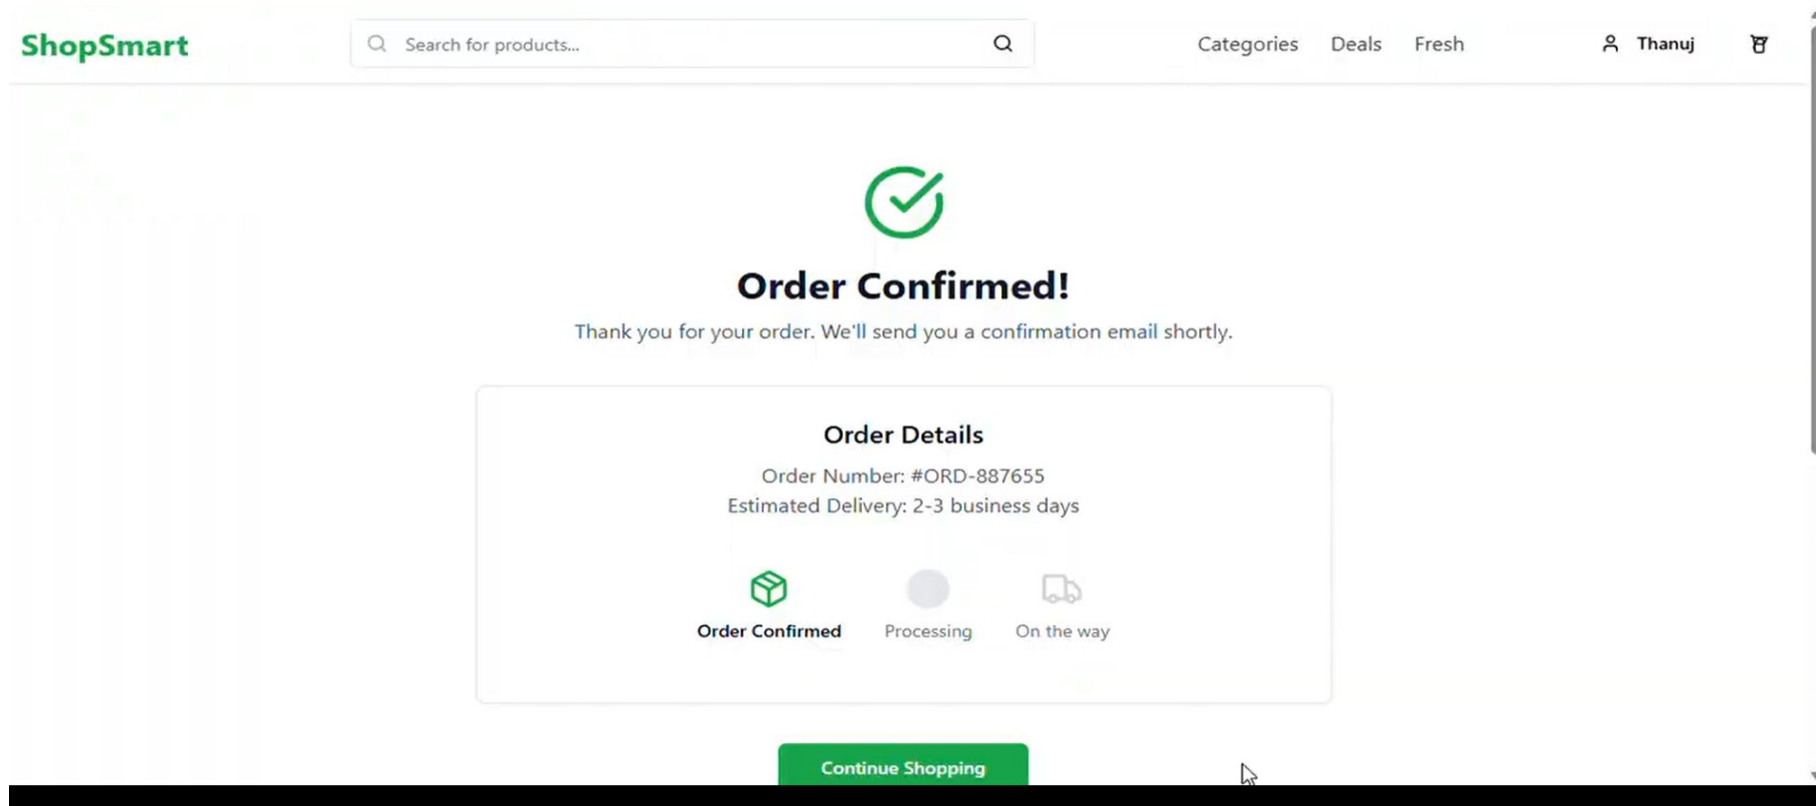 ShopSmart
Search for products...
Categories Deals Fresh
Thanuj
Order Confirmed!
Thank you for your order. We'll send you a confirmation email shortly.
Order Details
Order Number: #ORD-887655
Estimated Delivery: 2-3 business days
Order Confirmed Processing On the way
Continue Shopping